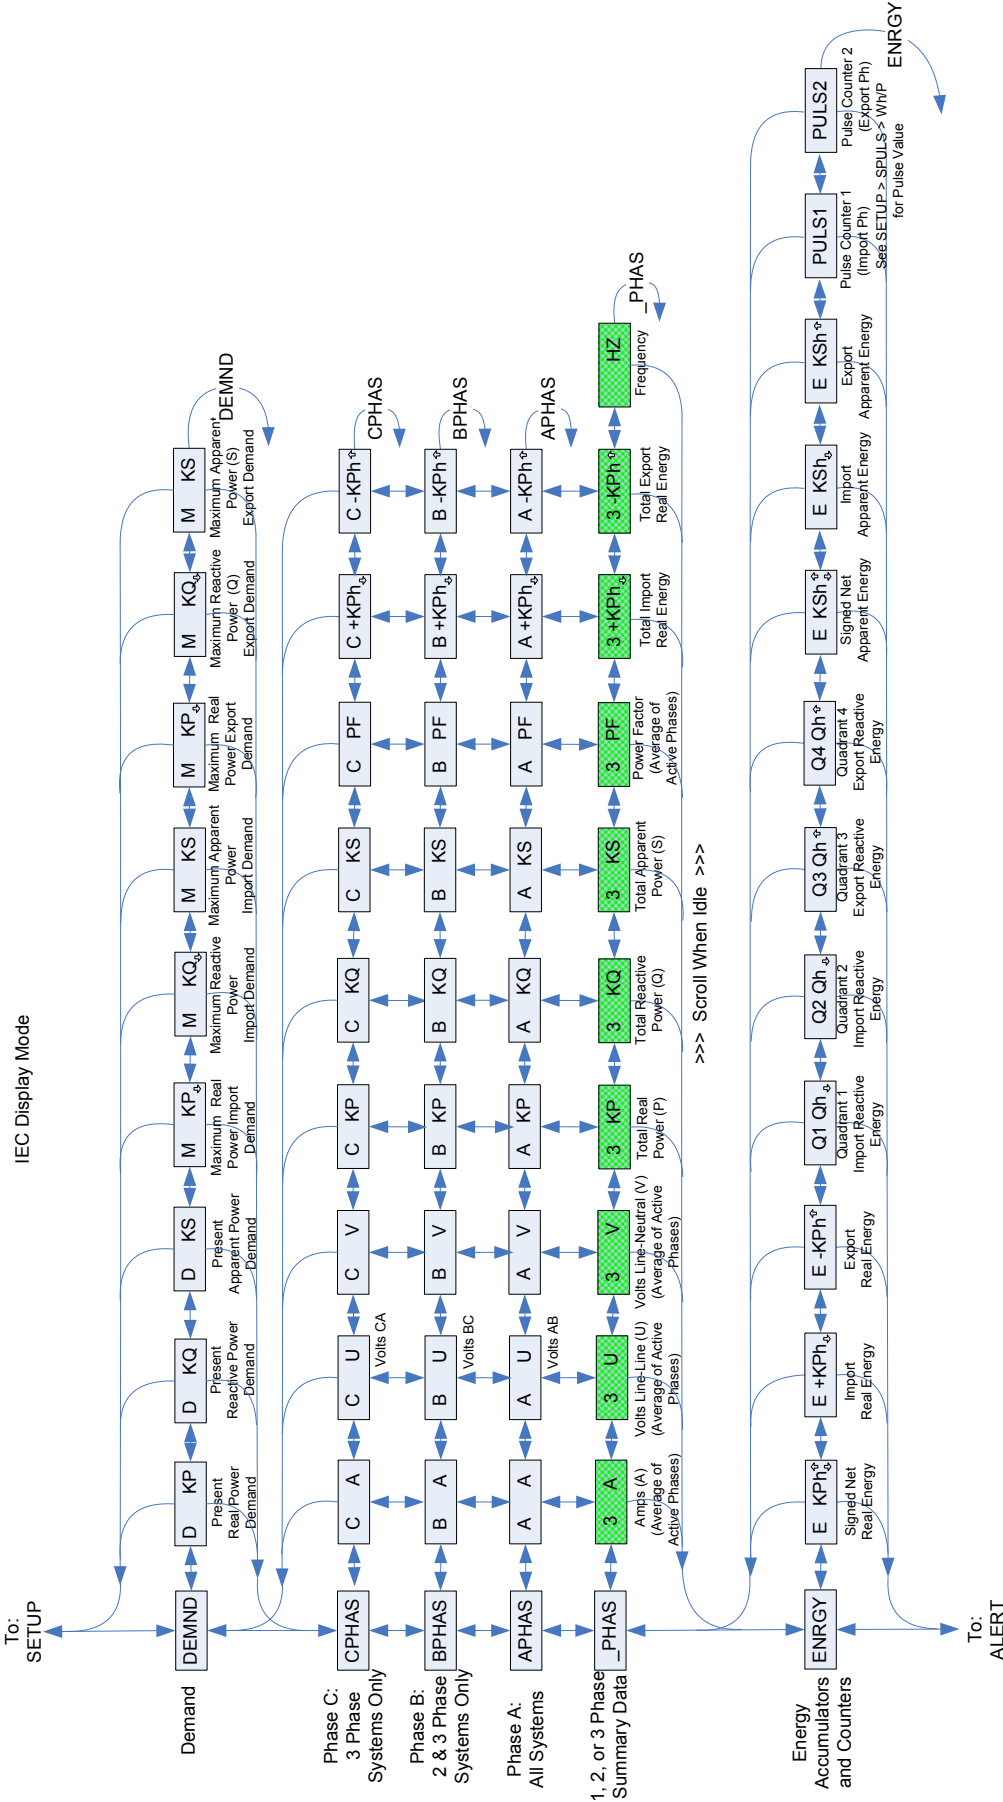 IEC Display Mode
To:
SETUP
Demand
DEMND
D KP
Present
Real Power
Demand
D KQ
Present
Reactive Power
Demand
D KS
Present
Apparent Power
Demand
M KP
Maximum Real
Power Import
Demand
M KQ
Maximum Reactive
Power
Import Demand
M KS
Maximum Apparent
Power
Import Demand
M KP
Maximum Real
Power Export
Demand
M KQ
Maximum Reactive
Power (Q)
Export Demand
M KS
Maximum Apparent
Power (S)
Export Demand
DEMND
Phase C:
3 Phase
Systems Only
CPHAS
C A
C U
Volts CA
C V
C KP
C KQ
C KS
C PF
C +KPh
C -KPh
CPHAS
Phase B:
2 & 3 Phase
Systems Only
BPHAS
B A
B U
Volts BC
B V
B KP
B KQ
B KS
B PF
B +KPh
B -KPh
BPHAS
Phase A:
All Systems
APHAS
A A
A U
Volts AB
A V
A KP
A KQ
A KS
A PF
A +KPh
A -KPh
APHAS
1, 2, or 3 Phase
Summary Data
_PHAS
3 A
Amps (A)
(Average of
Active Phases)
3 U
Volts Line-Line (U)
(Average of Active
Phases)
3 V
Volts Line-Neutral (V)
(Average of Active
Phases)
3 KP
Total Real
Power (P)
3 KQ
Total Reactive
Power (Q)
3 KS
Total Apparent
Power (S)
3 PF
Power Factor
(Average of
Active Phases)
3 +KPh
Total Import
Real Energy
3 -KPh
Total Export
Real Energy
HZ
Frequency
_PHAS
>>> Scroll When Idle >>>
Energy
Accumulators
and Counters
ENRGY
E KPh
Signed Net
Real Energy
E +KPh
Import
Real Energy
E -KPh
Export
Real Energy
Q1 Qh
Quadrant 1
Import Reactive
Energy
Q2 Qh
Quadrant 2
Import Reactive
Energy
Q3 Qh
Quadrant 3
Export Reactive
Energy
Q4 Qh
Quadrant 4
Export Reactive
Energy
E KSh
Signed Net
Apparent Energy
E KSh
Import
Apparent Energy
E KSh
Export
Apparent Energy
PULS1
Pulse Counter 1
(Import Ph)
PULS2
Pulse Counter 2
(Export Ph)
See SETUP > SPULS > Wh/P
for Pulse Value
ENRGY
To:
ALERT